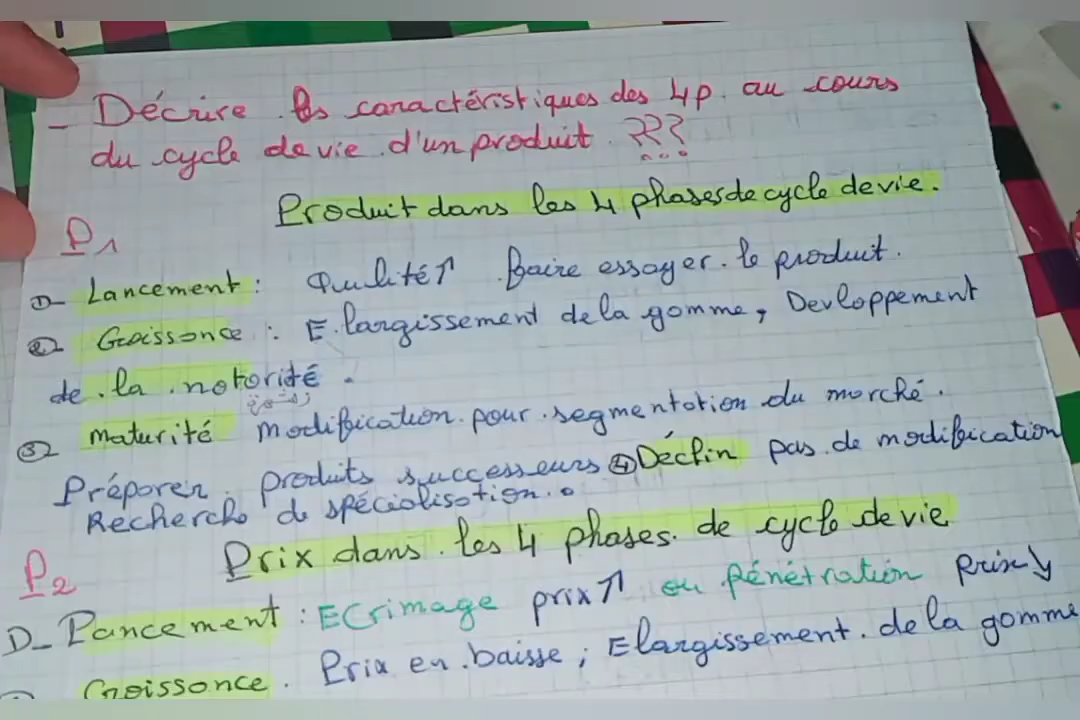 - Décrire les caractéristiques des 4p. au cours
du cycle de vie d'un produit ???
Produit dans les 4 phases de cycle de vie.
P1
① Lancement : Qualité↑ faire essayer le produit.
② Croissance : Elargissement de la gamme, Devloppement
de la notorité.
③ maturité modification pour segmentation du marché.
Préparer produits successeurs ④ Déclin pas de modification
Recherche de spécialisation.
P2
Prix dans les 4 phases de cycle de vie
①- Lancement : ECrimage prix↑ ou pénétration prix↓
Croissance. Prix en baisse ; Elargissement de la gamme